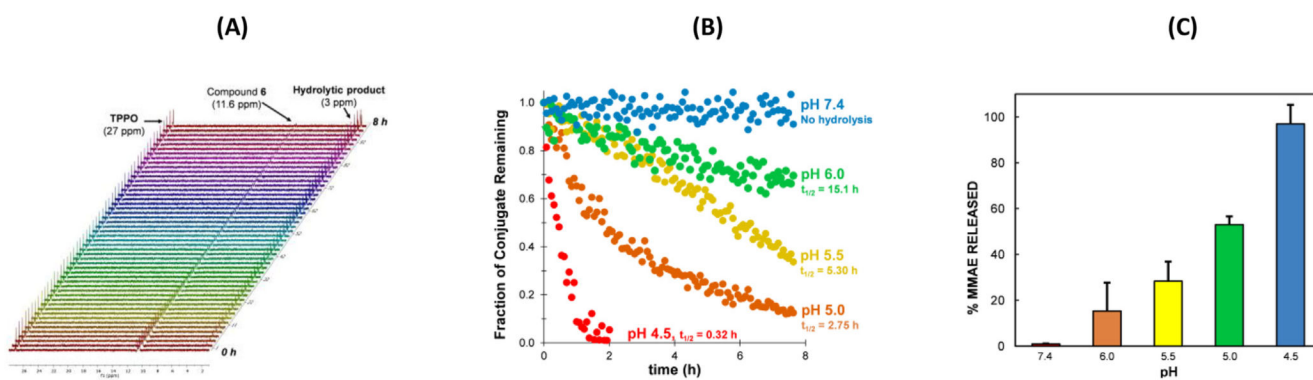 (A)
(B)
(C)
TPPO
(27 ppm)
Compound 6
(11.6 ppm)
Hydrolytic product
(3 ppm)
8 h
0 h
Fraction of Conjugate Remaining
1.0
0.8
0.6
0.4
0.2
0.0
0
2
4
6
8
time (h)
pH 7.4
No hydrolysis
pH 6.0
t1/2 = 15.1 h
pH 5.5
t1/2 = 5.30 h
pH 5.0
t1/2 = 2.75 h
pH 4.5, t1/2 = 0.32 h
% MMAE RELEASED
100
80
60
40
20
0
7.4
6.0
5.5
5.0
4.5
pH